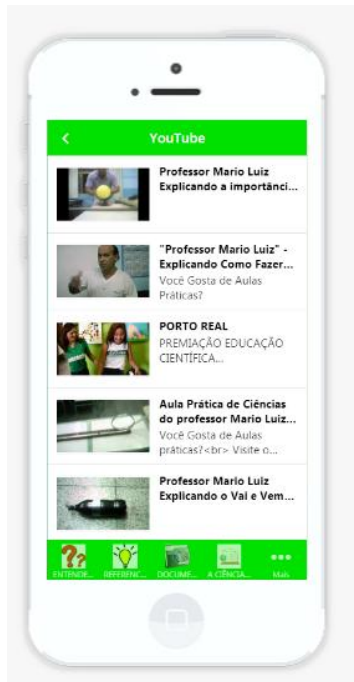 YouTube
Professor Mario Luiz
Explicando a importânci...
"Professor Mario Luiz" -
Explicando Como Fazer...
Você Gosta de Aulas
Práticas?
PORTO REAL
PREMIAÇÃO EDUCAÇÃO
CIENTÍFICA...
Aula Prática de Ciências
do professor Mario Luiz...
Você Gosta de Aulas
práticas?<br> Visite o...
Professor Mario Luiz
Explicando o Vai e Vem...
??
ENTENDE... REFERENC... DOCUME... A CIÊNCIA... Mais